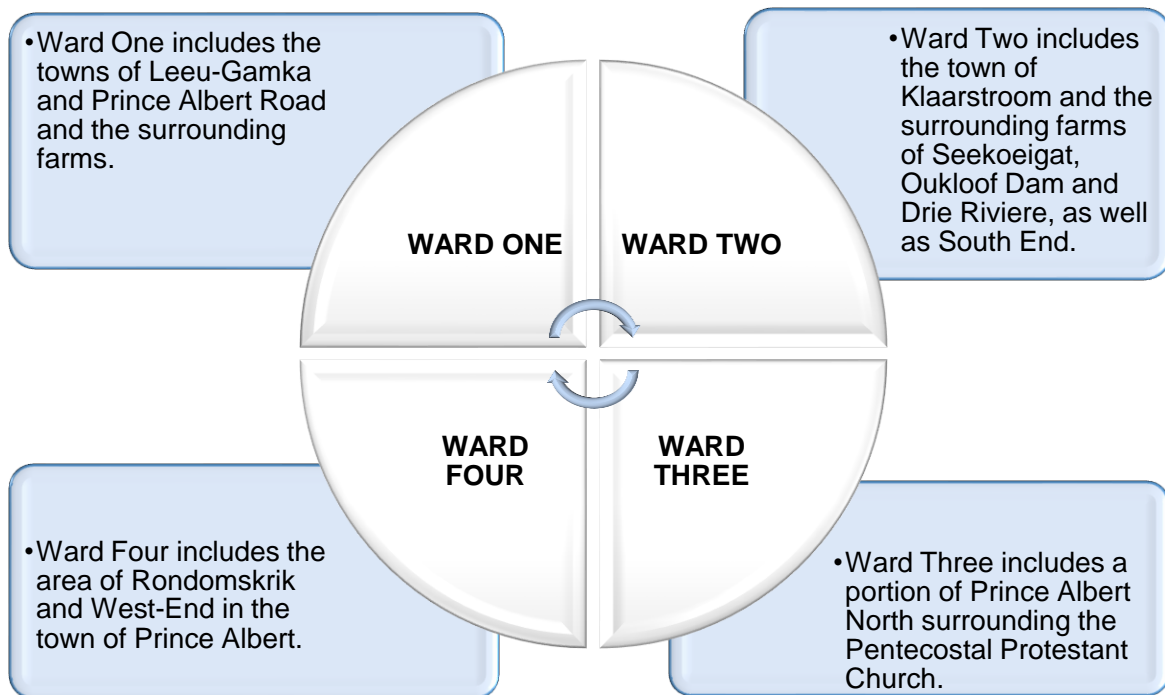 •Ward One includes the
towns of Leeu-Gamka
and Prince Albert Road
and the surrounding
farms.
•Ward Two includes
the town of
Klaarstroom and the
surrounding farms
of Seekoeigat,
Oukloof Dam and
Drie Riviere, as well
as South End.
WARD ONE
WARD TWO
WARD
FOUR
WARD
THREE
•Ward Four includes the
area of Rondomskrik
and West-End in the
town of Prince Albert.
•Ward Three includes a
portion of Prince Albert
North surrounding the
Pentecostal Protestant
Church.